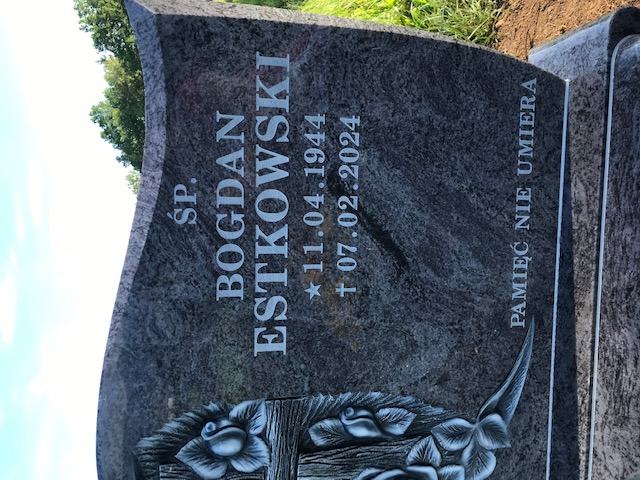 ŚP.
BOGDAN
ESTKOWSKI
★ 11.04.1944
✝ 07.02.2024
PAMIĘĆ NIE UMIERA